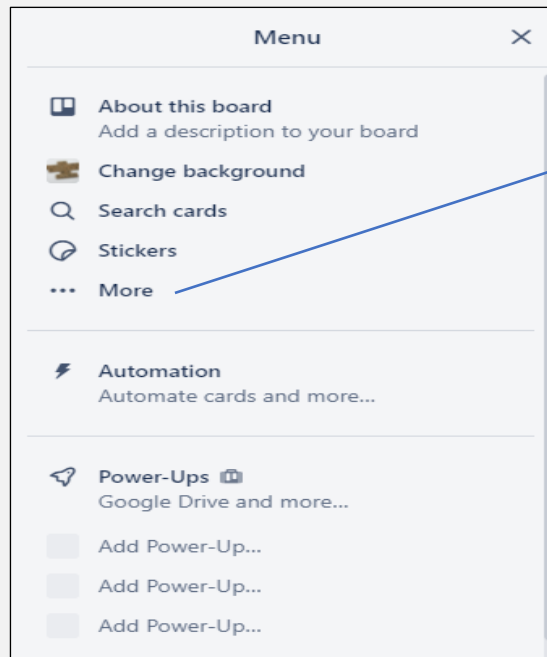 Menu
About this board
Add a description to your board
Change background
Search cards
Stickers
More
Automation
Automate cards and more...
Power-Ups
Google Drive and more...
Add Power-Up...
Add Power-Up...
Add Power-Up...